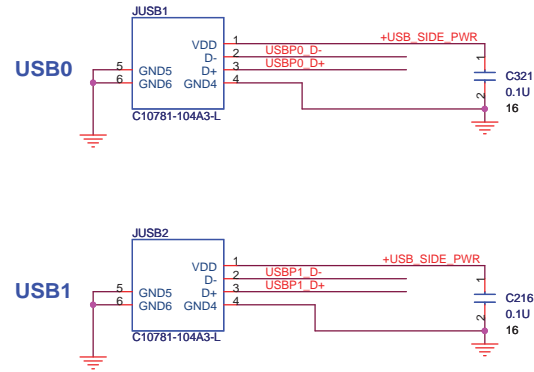 JUSB1
+USB_SIDE_PWR
VDD 1
USBP0_D-
D- 2
USBP0_D+
USB0
5 GND5 D+ 3
6 GND6 GND4 4
1
C321
0.1U
2
16
C10781-104A3-L
JUSB2
+USB_SIDE_PWR
VDD 1
USBP1_D-
D- 2
USBP1_D+
USB1
5 GND5 D+ 3
6 GND6 GND4 4
1
C216
0.1U
2
16
C10781-104A3-L